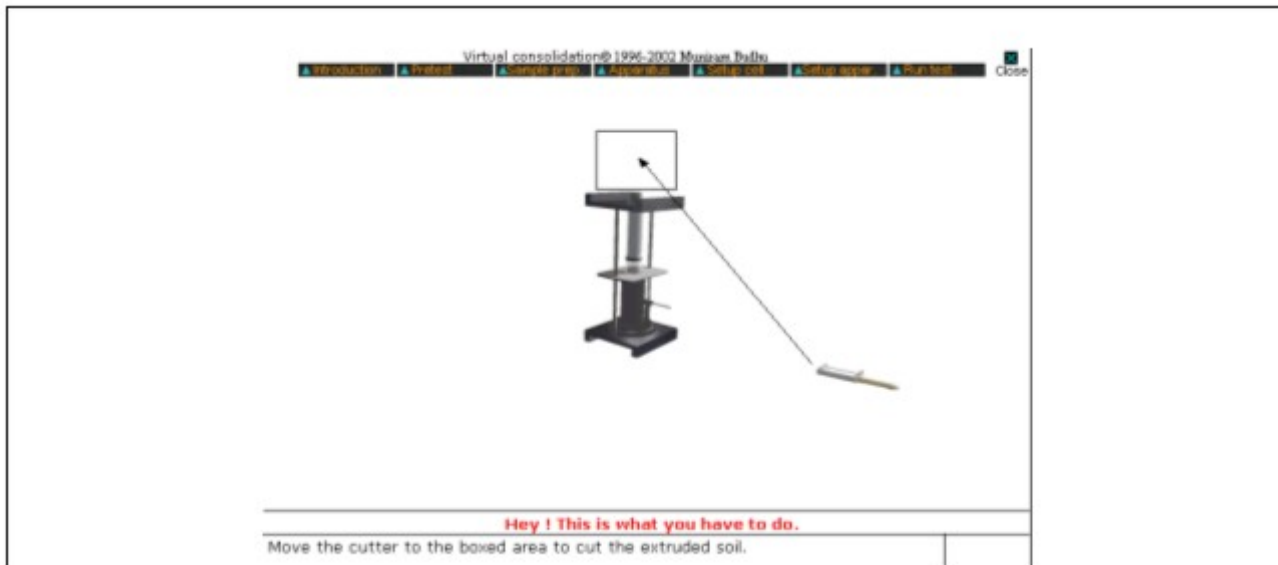 Virtual consolidation© 1996-2002 Muniram Budhu
Introduction Pretest Sample prep. Apparatus Setup cell Setup appar. Run test
Close
Hey ! This is what you have to do.
Move the cutter to the boxed area to cut the extruded soil.